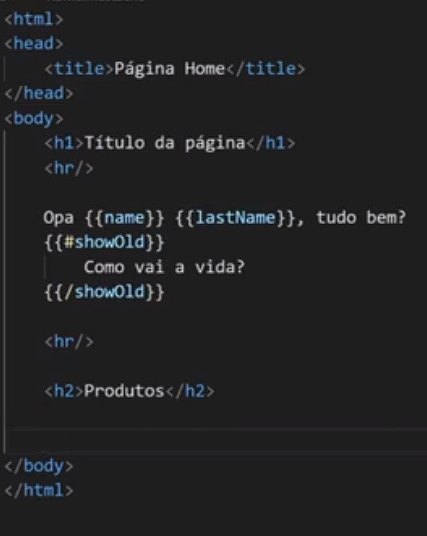 <html>
<head>
    <title>Página Home</title>
</head>
<body>
    <h1>Título da página</h1>
    <hr/>

    Opa {{name}} {{lastName}}, tudo bem?
    {{#showOld}}
        Como vai a vida?
    {{/showOld}}

    <hr/>

    <h2>Produtos</h2>

</body>
</html>